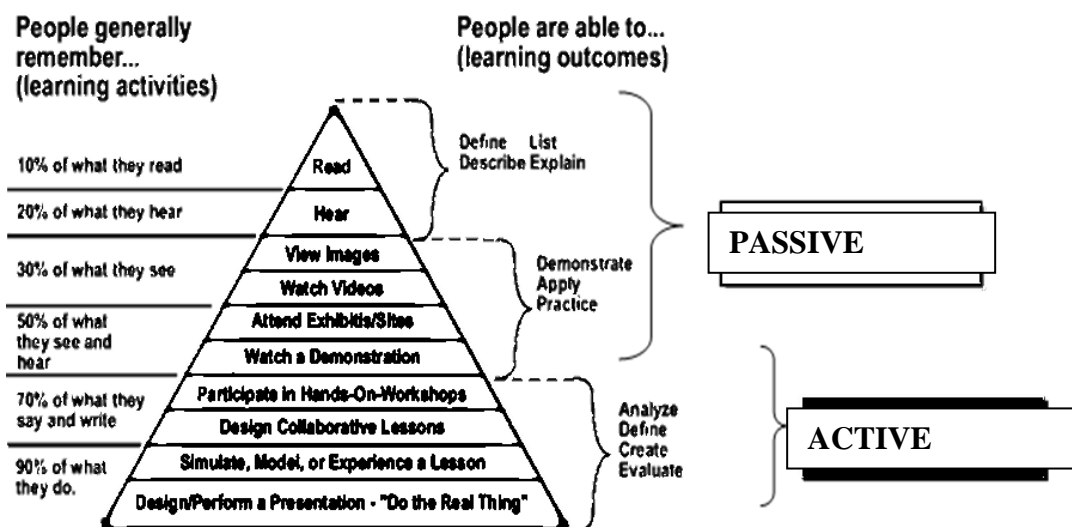 People generally
remember...
(learning activities)
People are able to...
(learning outcomes)
10% of what they read
20% of what they hear
30% of what they see
50% of what
they see and
hear
70% of what they
say and write
90% of what
they do.
Read
Hear
View Images
Watch Videos
Attend Exhibitis/Sites
Watch a Demonstration
Participate in Hands-On-Workshops
Design Collaborative Lessons
Simulate, Model, or Experience a Lesson
Design/Perform a Presentation - "Do the Real Thing"
Define List
Describe Explain
Demonstrate
Apply
Practice
Analyze
Define
Create
Evaluate
PASSIVE
ACTIVE